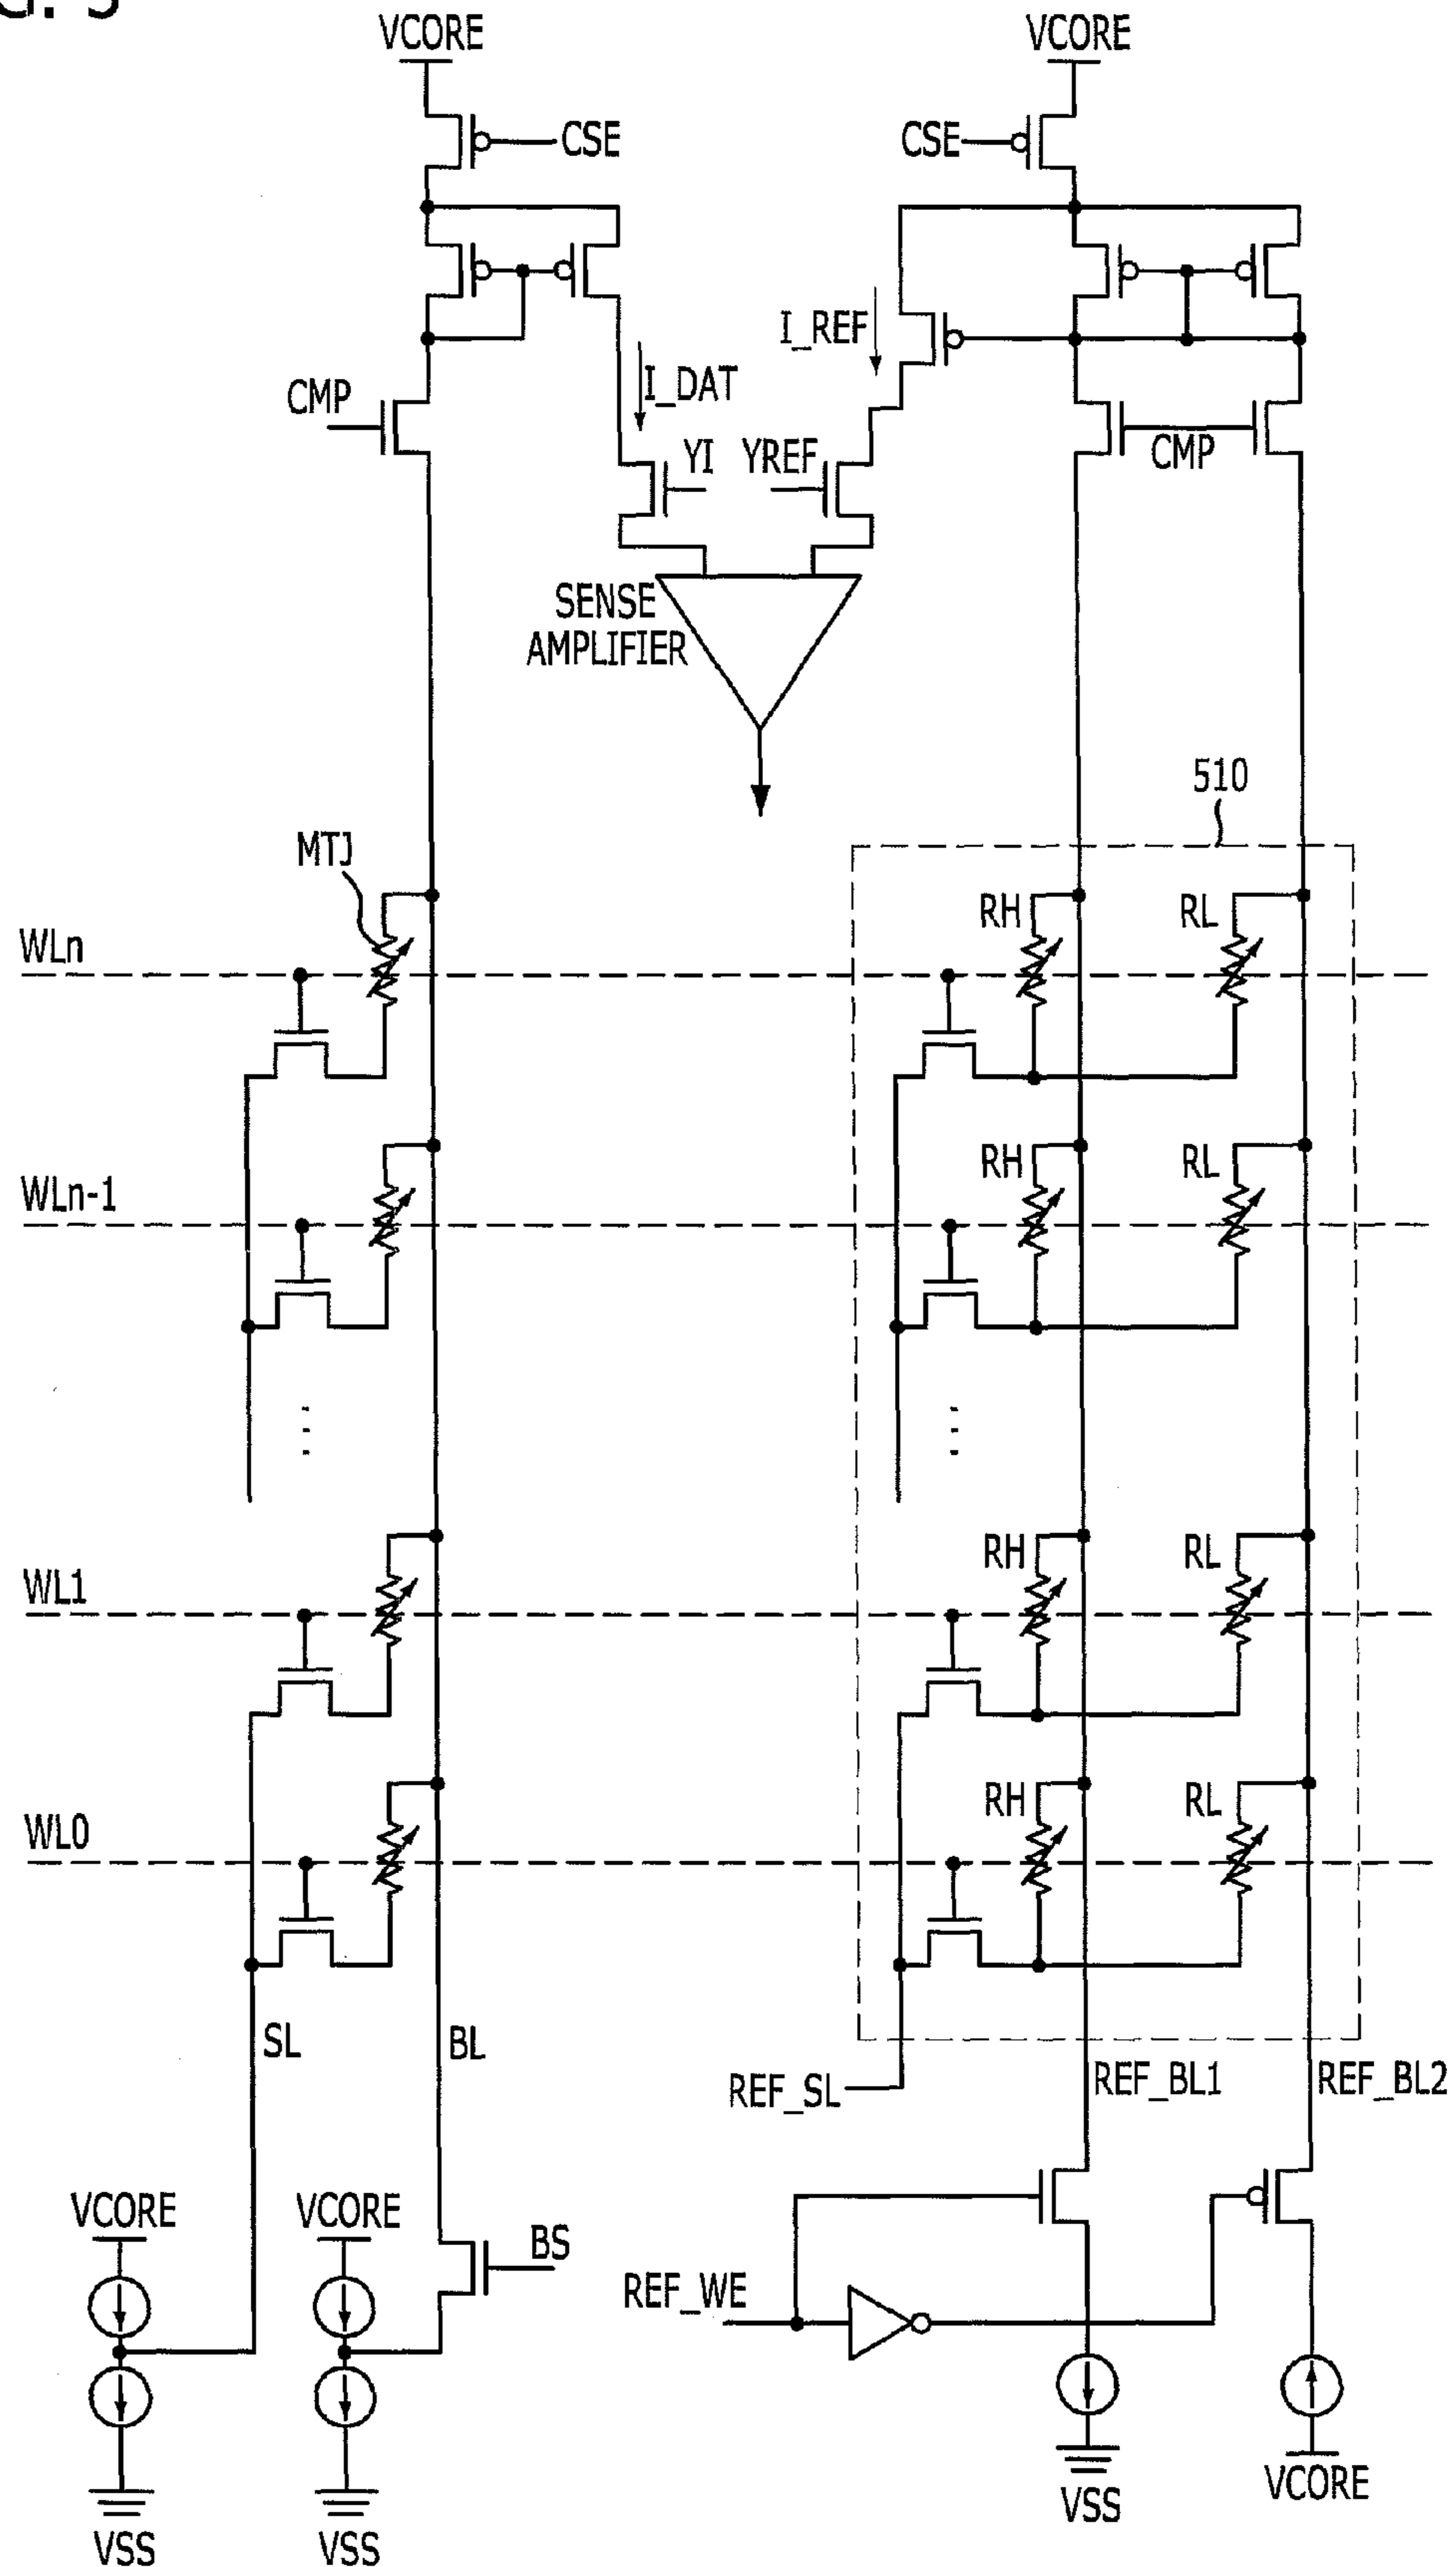 G. 5
VCORE
VCORE
CSE
CSE
I_REF
I_DAT
CMP
YI
YREF
CMP
SENSE
AMPLIFIER
510
MTJ
RH
RL
WLn
RH
RL
WLn-1
RH
RL
WL1
RH
RL
WL0
SL
BL
REF_SL
REF_BL1
REF_BL2
VCORE
VCORE
BS
REF_WE
VSS
VSS
VSS
VCORE